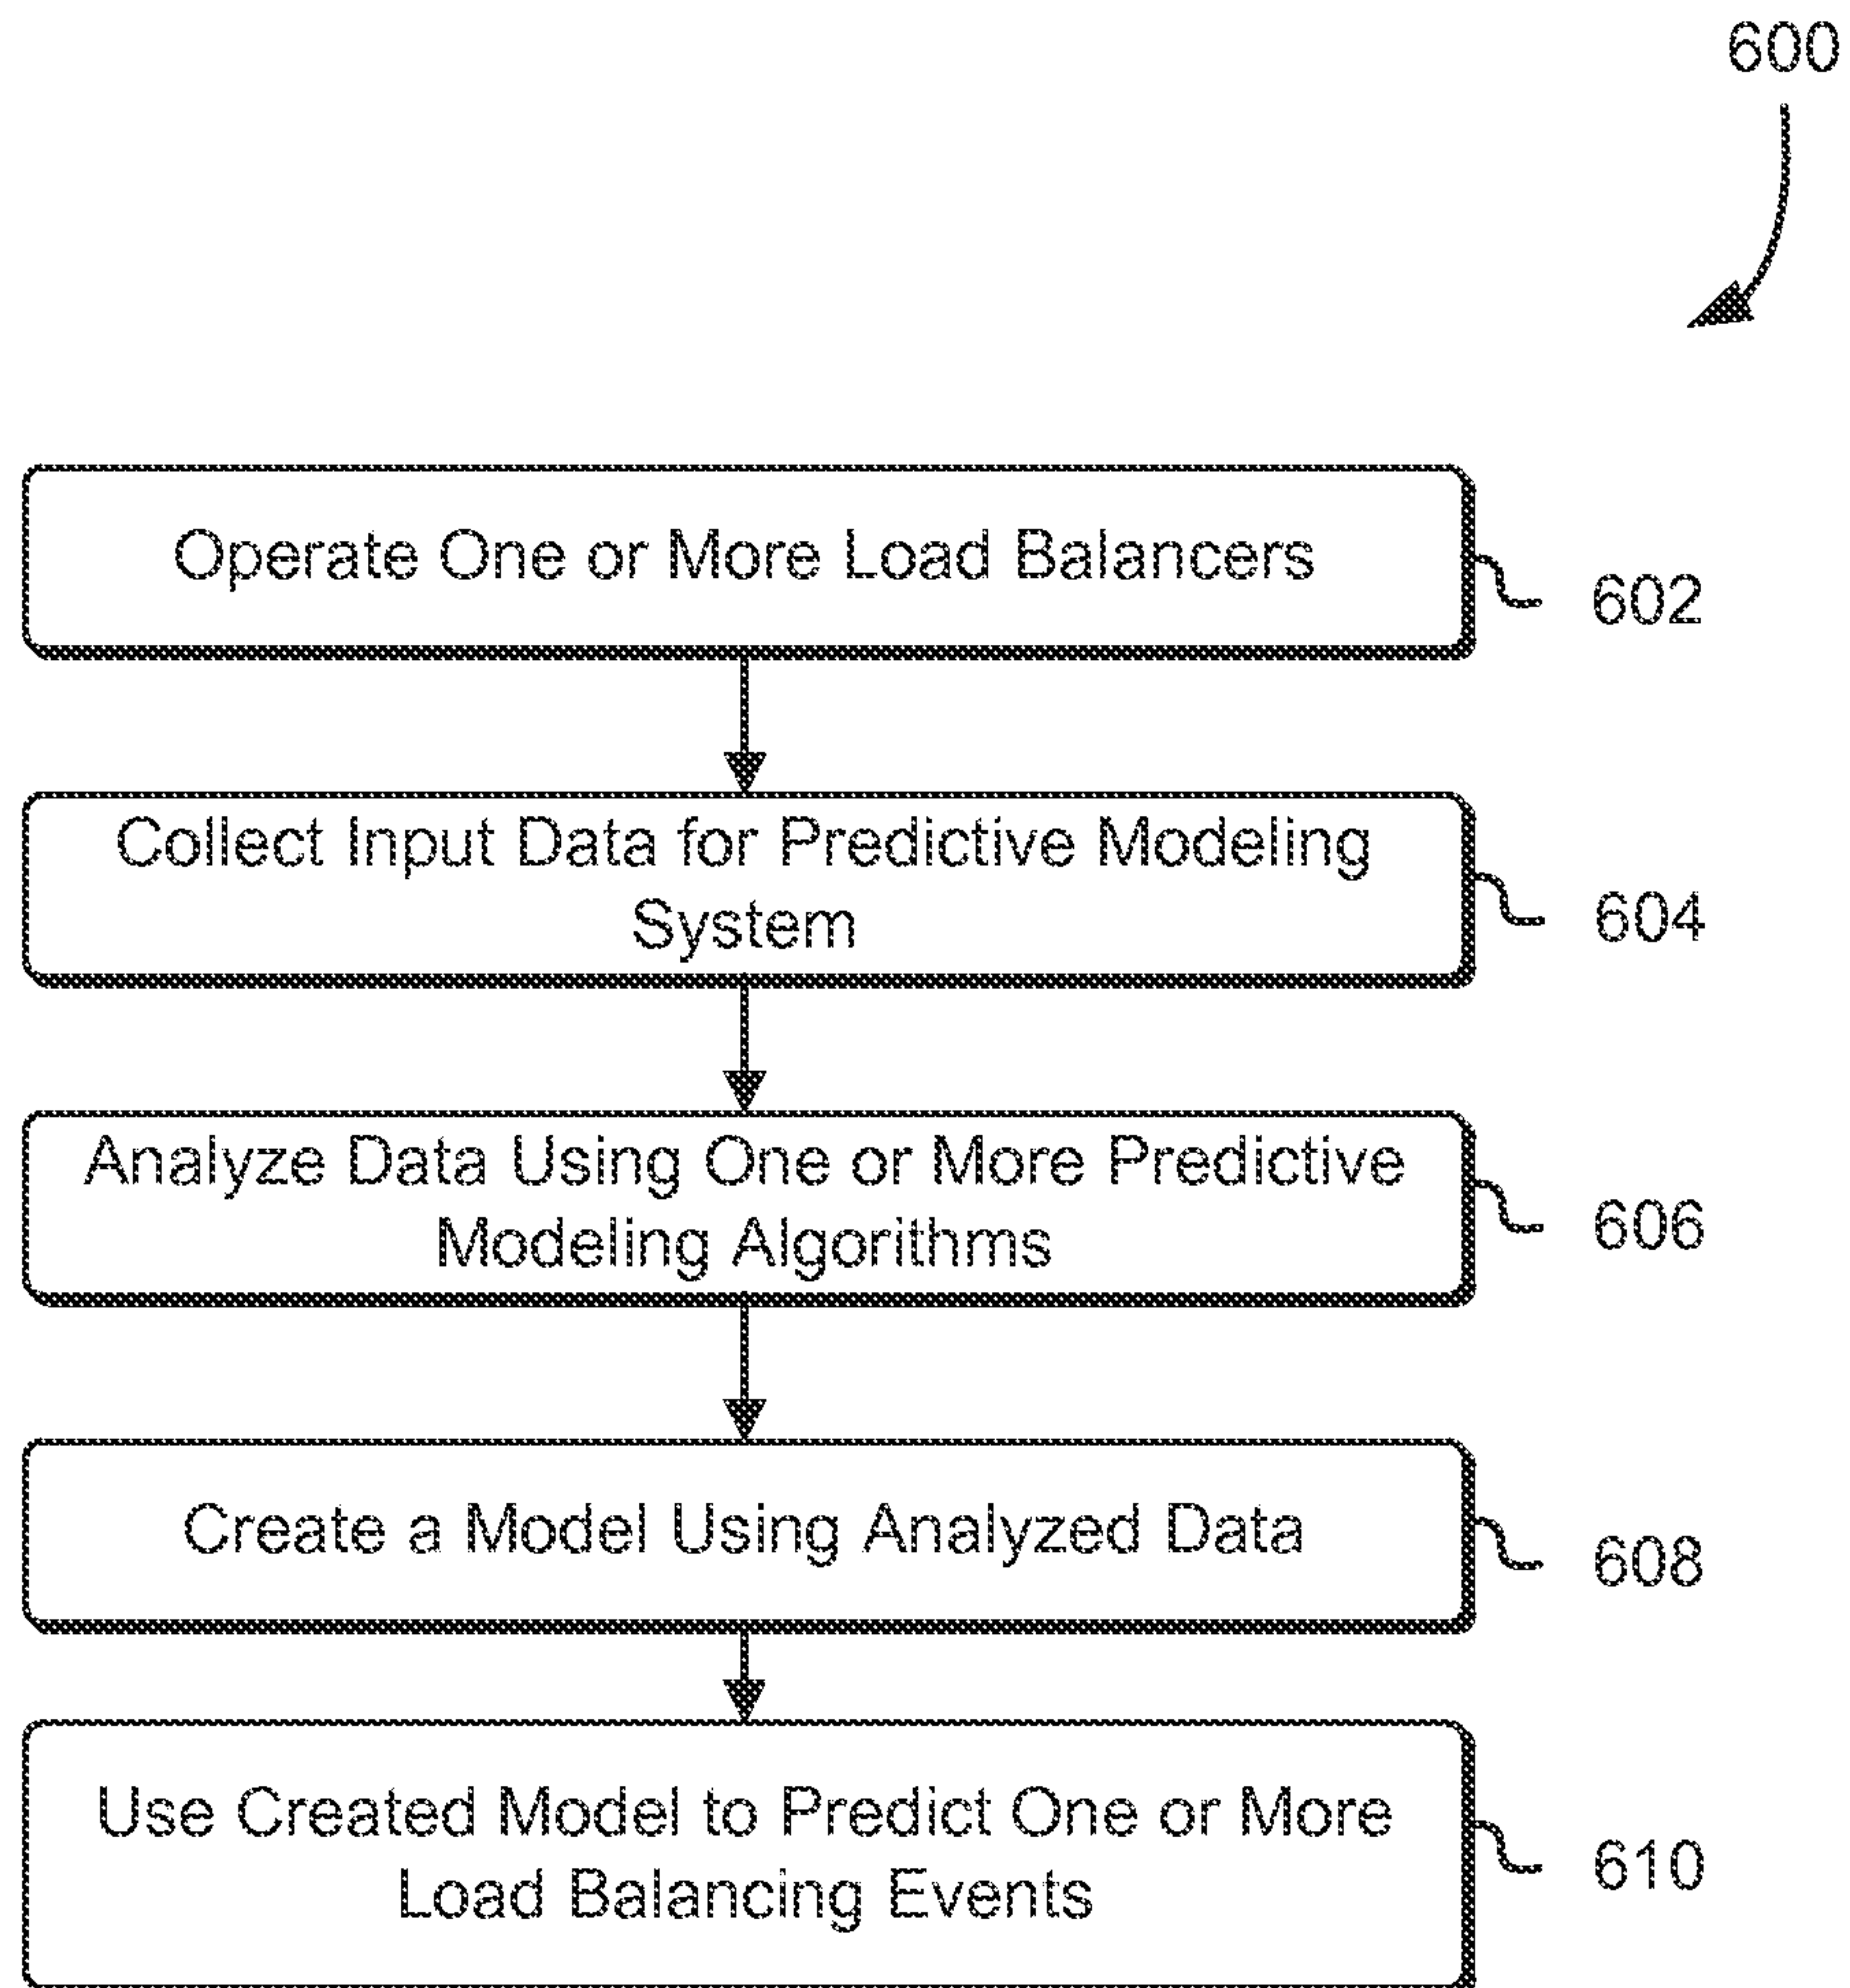 600
Operate One or More Load Balancers
602
Collect Input Data for Predictive Modeling
System
604
Analyze Data Using One or More Predictive
Modeling Algorithms
606
Create a Model Using Analyzed Data
608
Use Created Model to Predict One or More
Load Balancing Events
610